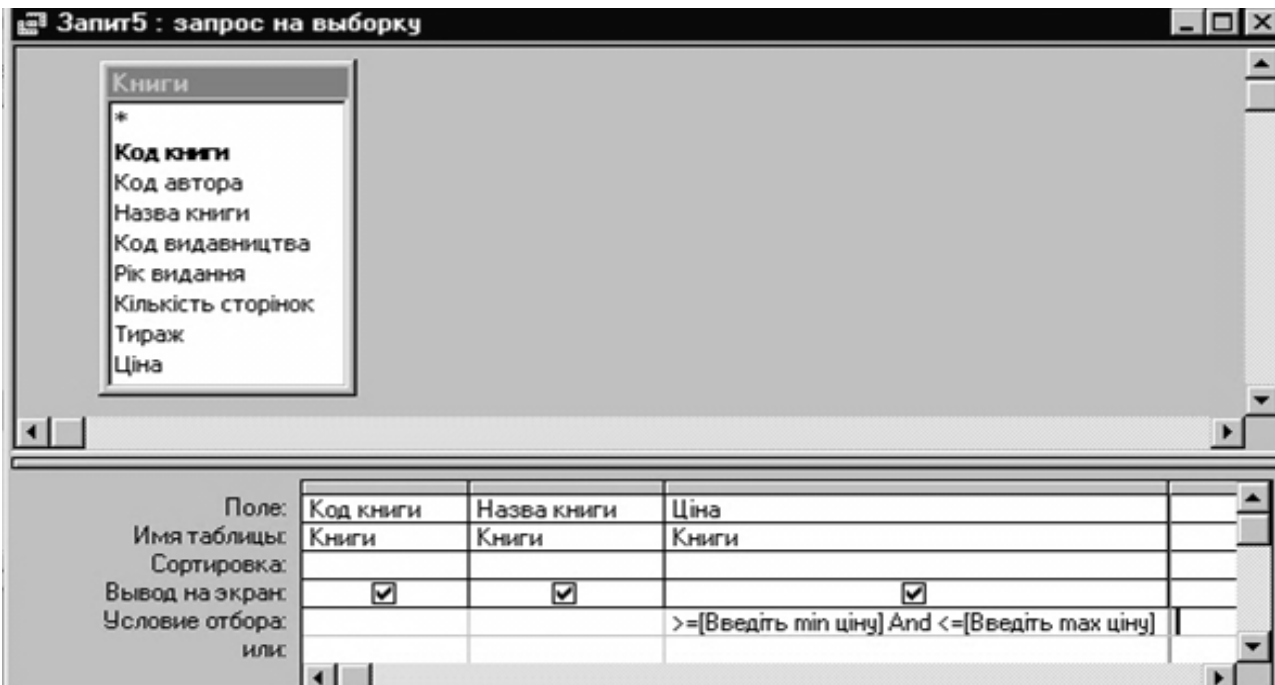 Запит5 : запрос на выборку
Книги
*
Код книги
Код автора
Назва книги
Код видавництва
Рік видання
Кількість сторінок
Тираж
Ціна
Поле: Код книги Назва книги Ціна
Имя таблицы: Книги Книги Книги
Сортировка:
Вывод на экран:
Условие отбора: >=[Введіть min ціну] And <=[Введіть max ціну]
или: